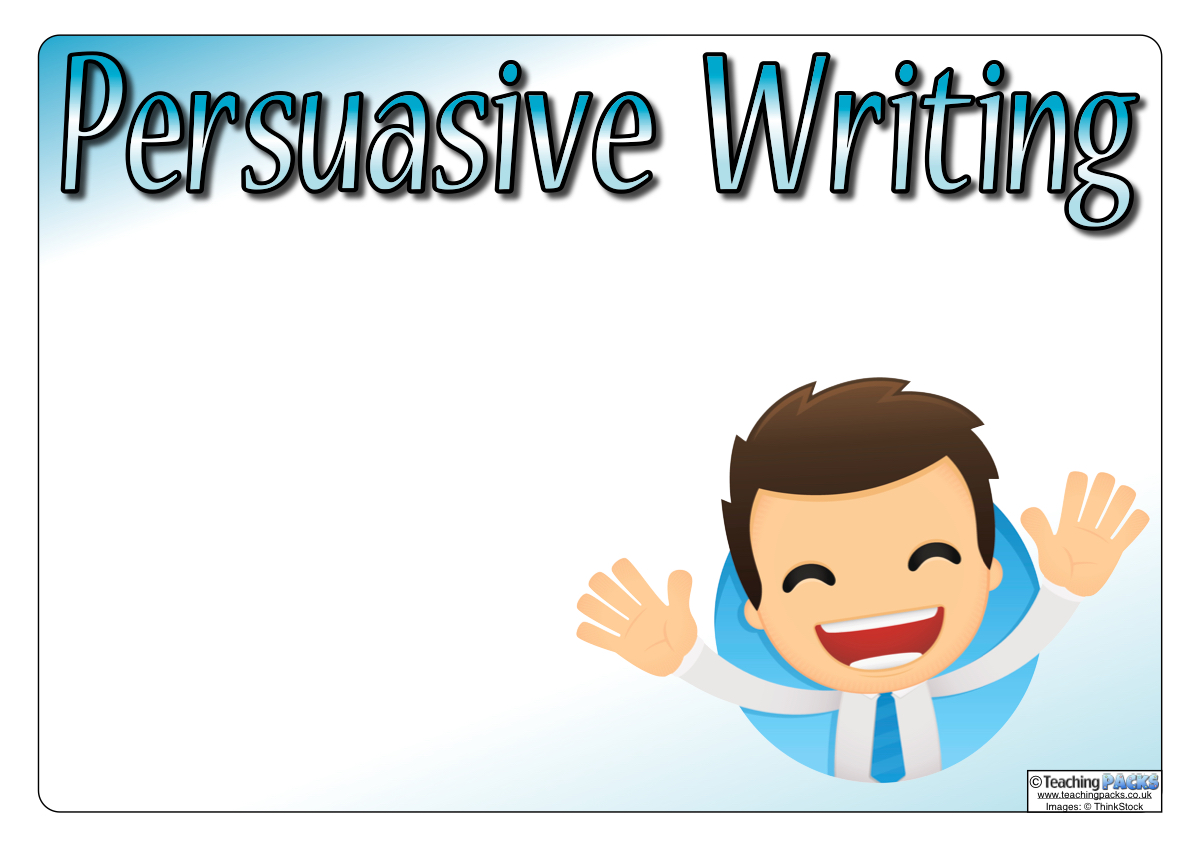 Persuasive Writing
© Teaching PACKS
www.teachingpacks.co.uk
Images: © ThinkStock